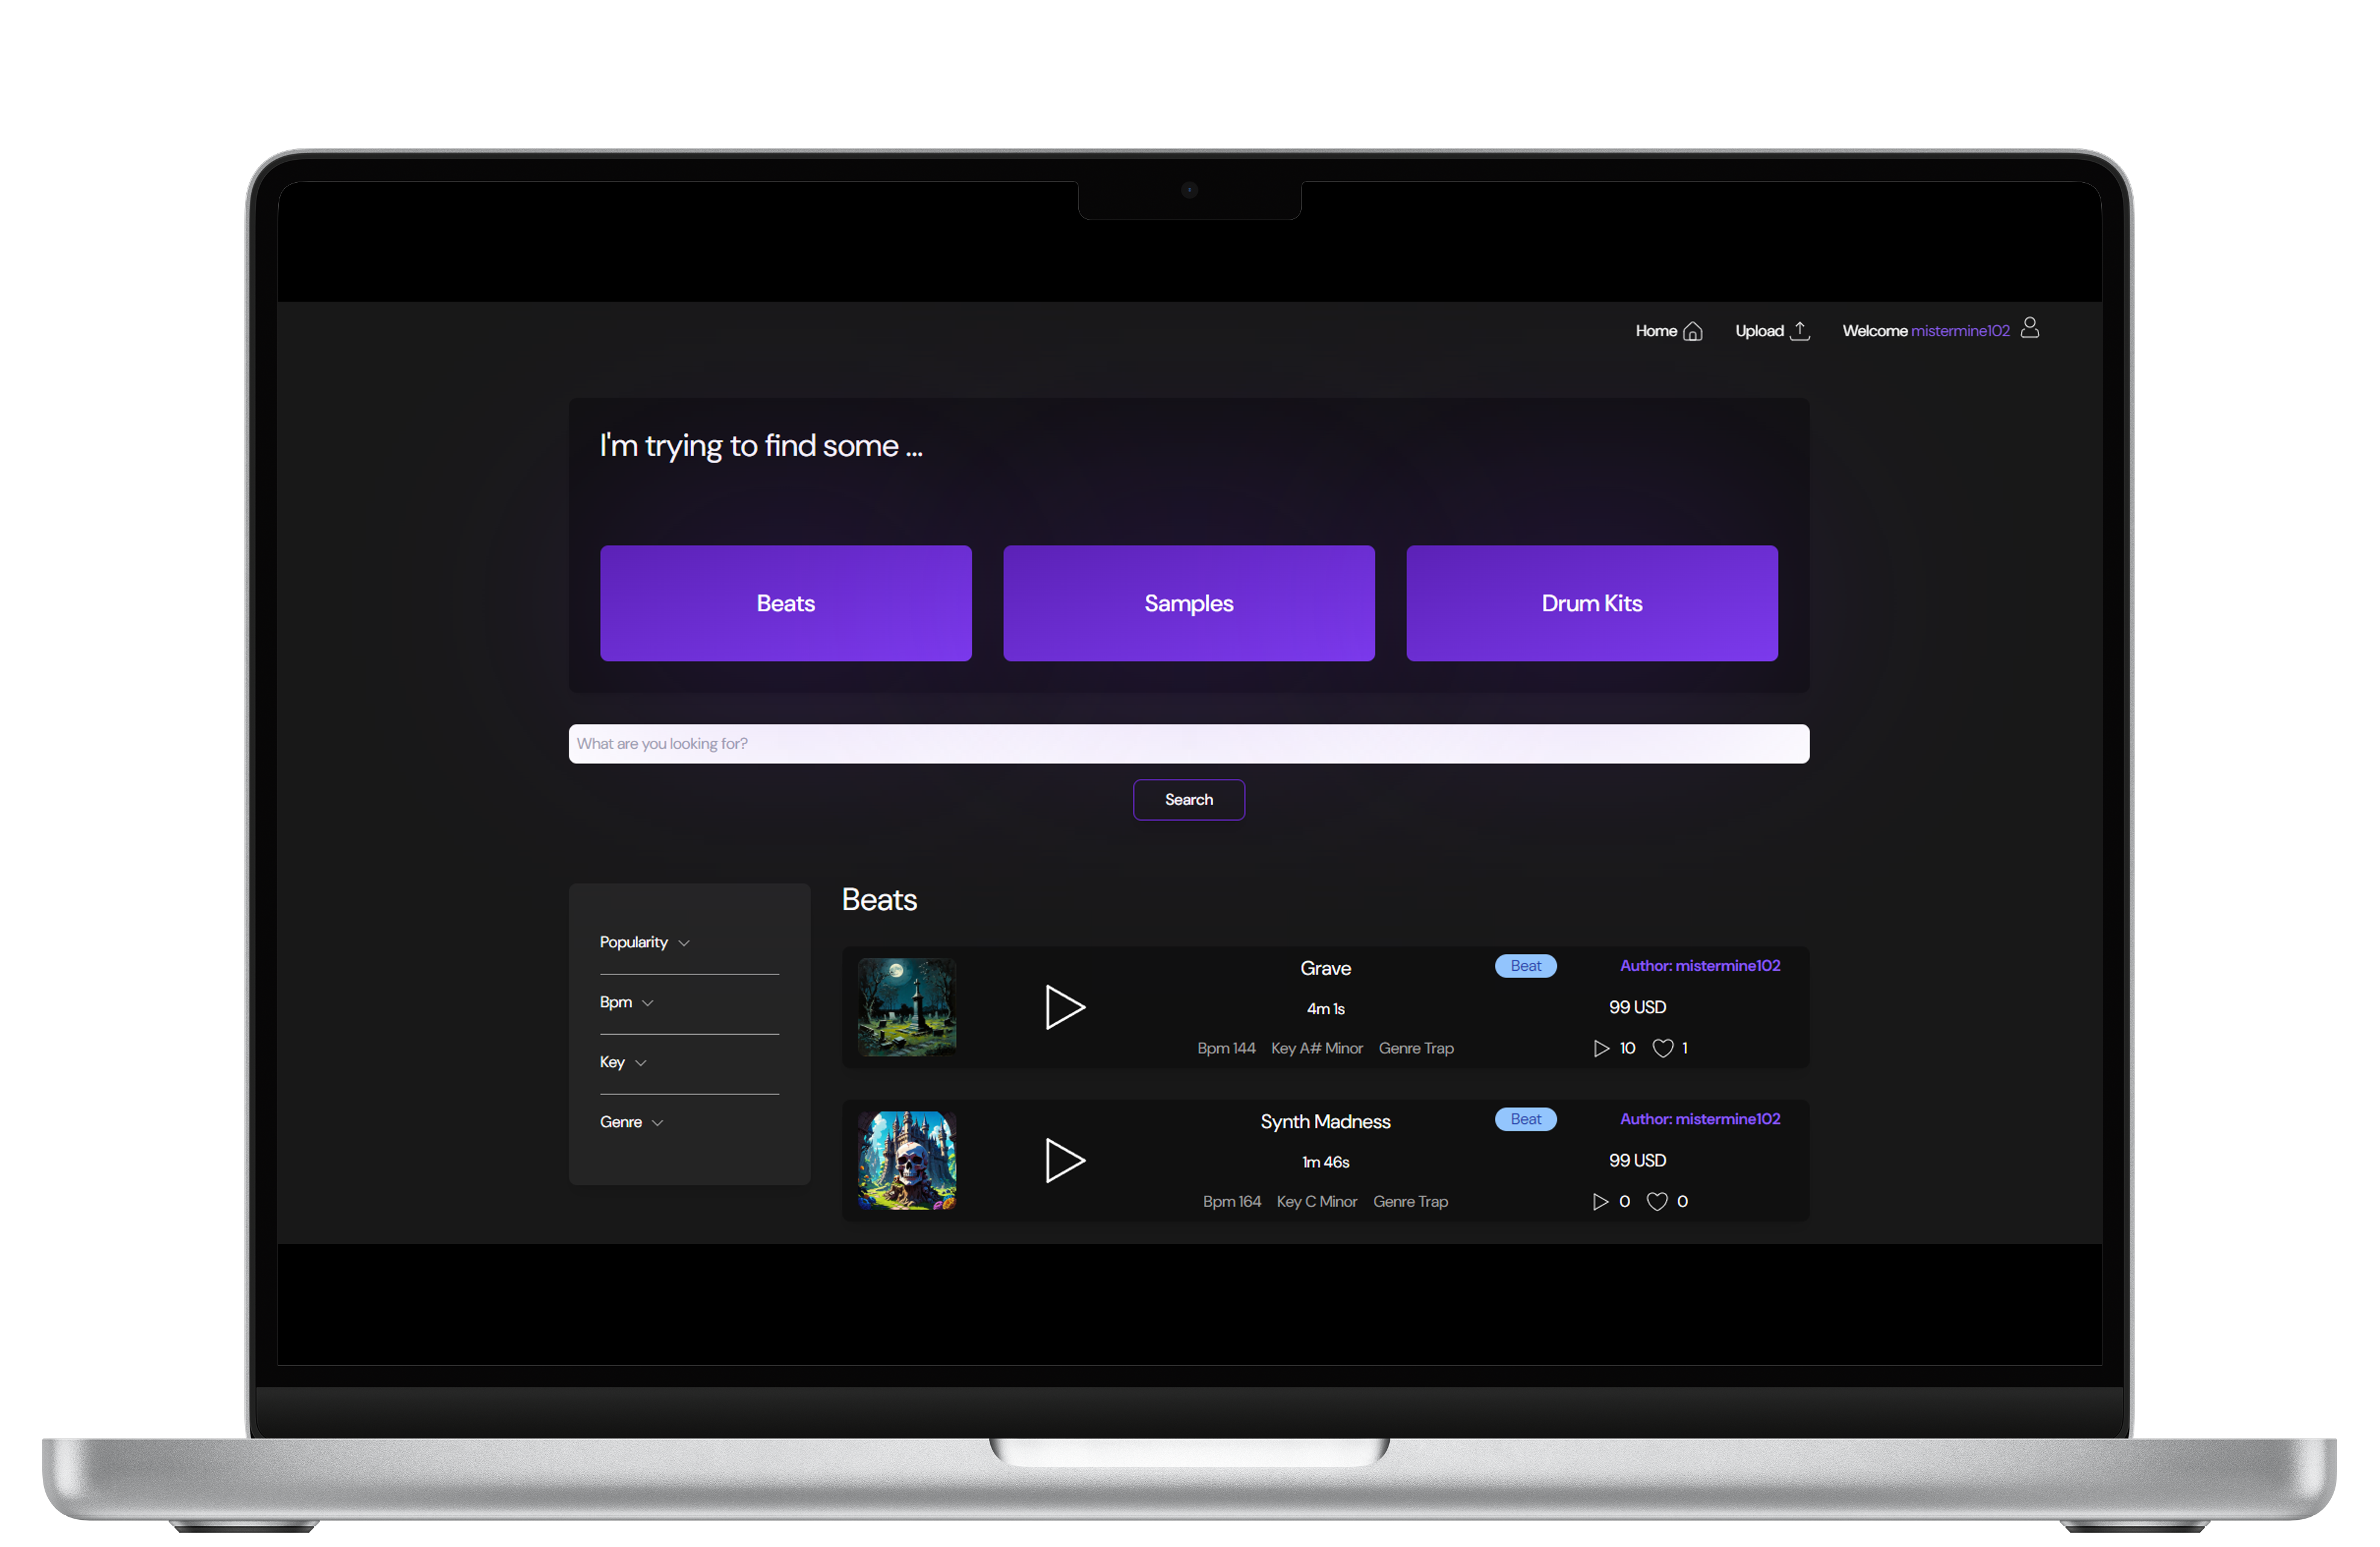 Home Upload Welcome mistermine102
I'm trying to find some ...
Beats Samples Drum Kits
What are you looking for?
Search
Popularity
Bpm
Key
Genre
Beats
Grave Beat Author: mistermine102
4m 1s 99 USD
Bpm 144 Key A# Minor Genre Trap 10 1
Synth Madness Beat Author: mistermine102
1m 46s 99 USD
Bpm 164 Key C Minor Genre Trap 0 0